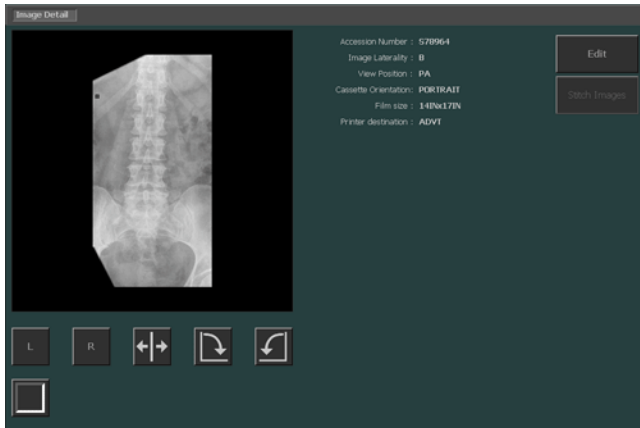 Image Detail
Accession Number : 578964
Image Laterality : B
View Position : PA
Cassette Orientation: PORTRAIT
Film size : 14INx17IN
Printer destination : ADVT
Edit
Stitch Images
L
R